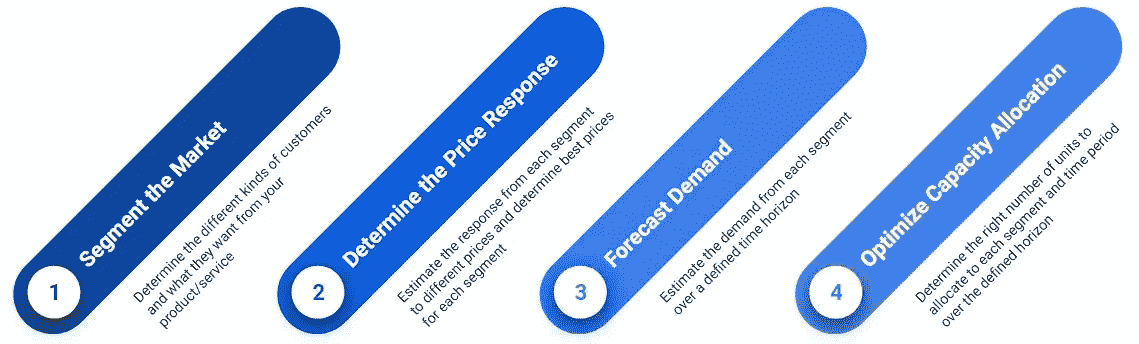 1
Segment the Market
Determine the different kinds of customers
and what they want from your
product/service
2
Determine the Price Response
Estimate the response from each segment
to different prices and determine best prices
for each segment
3
Forecast Demand
Estimate the demand from each segment
over a defined time horizon
4
Optimize Capacity Allocation
Determine the right number of units to
allocate to each segment and time period
over the defined horizon